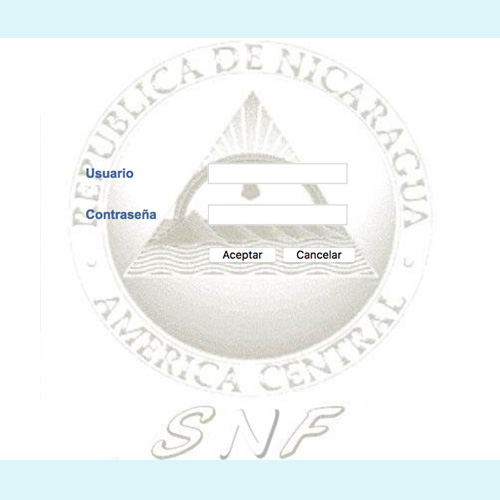 REPUBLICA DE NICARAGUA
Usuario
Contraseña
Aceptar Cancelar
AMERICA CENTRAL
SNF